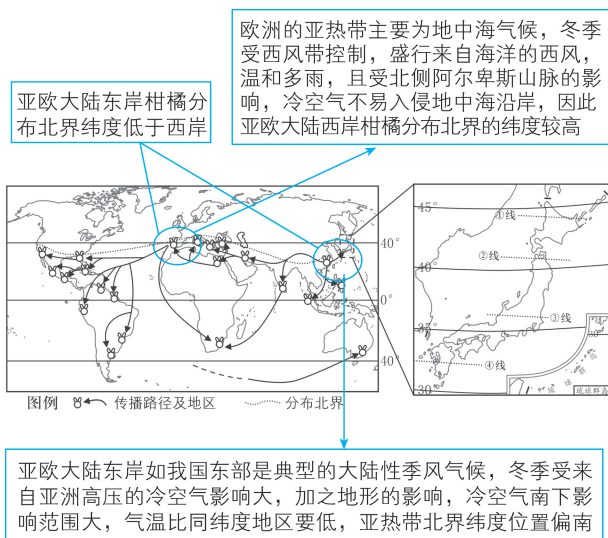 欧洲的亚热带主要为地中海气候，冬季
受西风带控制，盛行来自海洋的西风，
温和多雨，且受北侧阿尔卑斯山脉的影
响，冷空气不易入侵地中海沿岸，因此
亚欧大陆西岸柑橘分布北界的纬度较高
亚欧大陆东岸柑橘分
布北界纬度低于西岸
40°
0°
40°
45°
40°
35°
30°
①线
②线
③线
④线
30°
琉球群岛
图例 传播路径及地区 分布北界
亚欧大陆东岸如我国东部是典型的大陆性季风气候，冬季受来
自亚洲高压的冷空气影响大，加之地形的影响，冷空气南下影
响范围大，气温比同纬度地区要低，亚热带北界纬度位置偏南